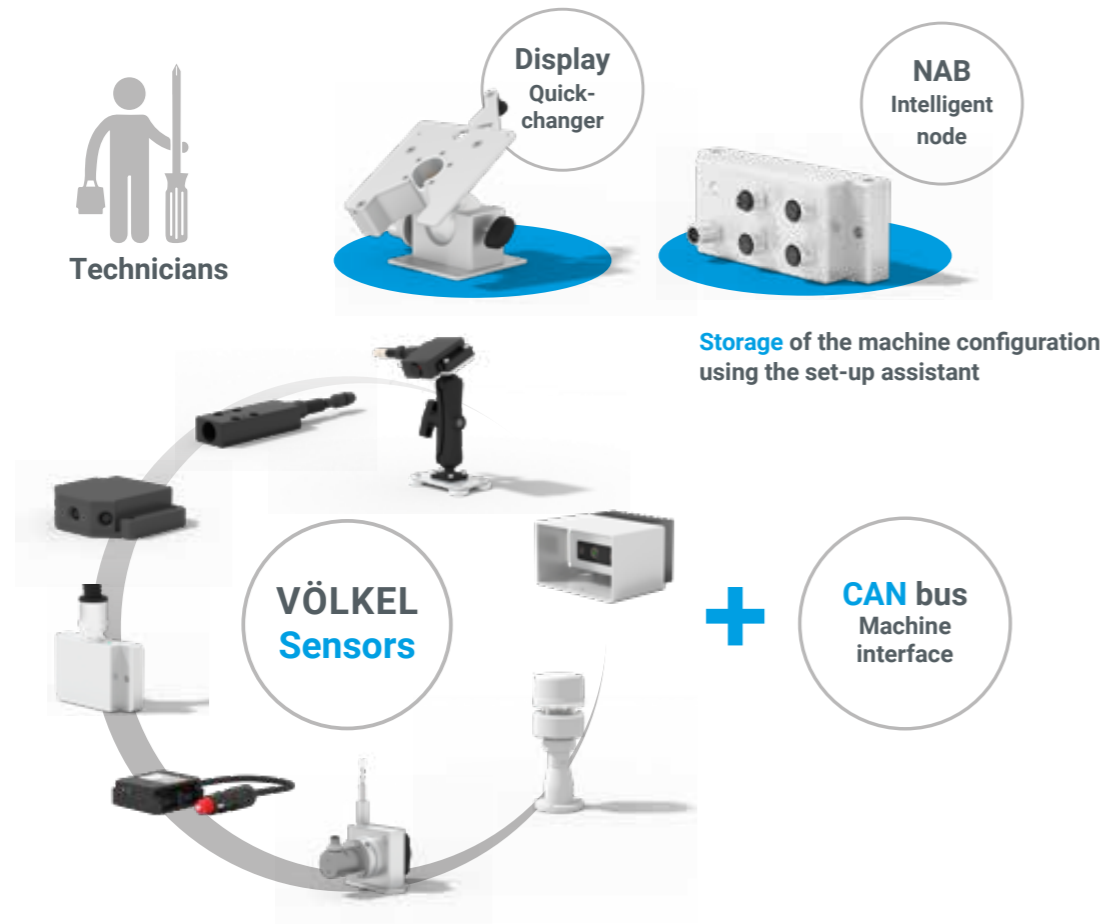 Display
Quick-
changer
NAB
Intelligent
node
Technicians
Storage of the machine configuration
using the set-up assistant
VÖLKEL
Sensors
CAN bus
Machine
interface